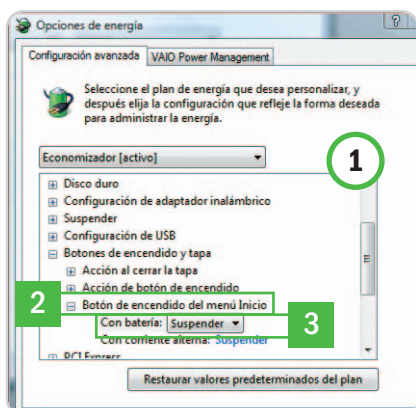 Opciones de energía
?
Configuración avanzada VAIO Power Management
Seleccione el plan de energía que desea personalizar, y
después elija la configuración que refleje la forma deseada
para administrar la energía.
1
Economizador [activo]
Disco duro
Configuración de adaptador inalámbrico
Suspender
Configuración de USB
Botones de encendido y tapa
Acción al cerrar la tapa
Acción de botón de encendido
2 Botón de encendido del menú Inicio
Con batería: Suspender 3
Con corriente alterna: Suspender
PCI Express
Restaurar valores predeterminados del plan